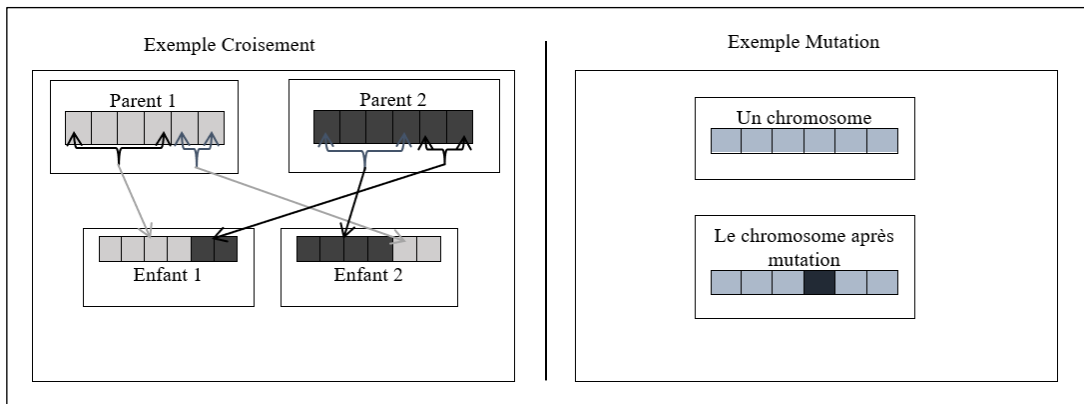 Exemple Croisement
Parent 1
Parent 2
Enfant 1
Enfant 2
Exemple Mutation
Un chromosome
Le chromosome après
mutation